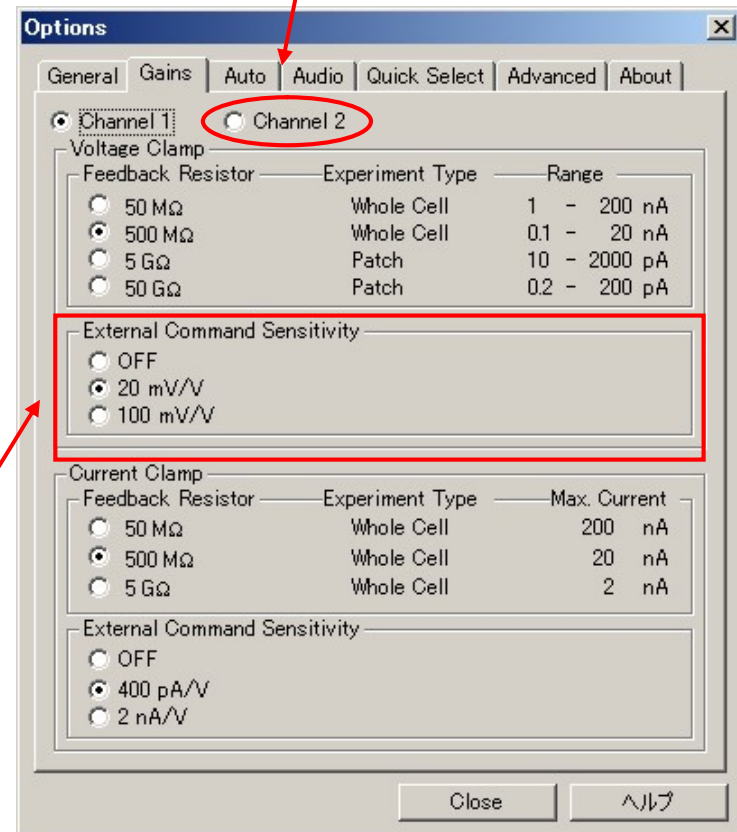 Options
General Gains Auto Audio Quick Select Advanced About
Channel 1 Channel 2
Voltage Clamp
Feedback Resistor Experiment Type Range
50 MΩ Whole Cell 1 - 200 nA
500 MΩ Whole Cell 0.1 - 20 nA
5 GΩ Patch 10 - 2000 pA
50 GΩ Patch 0.2 - 200 pA
External Command Sensitivity
OFF
20 mV/V
100 mV/V
Current Clamp
Feedback Resistor Experiment Type Max. Current
50 MΩ Whole Cell 200 nA
500 MΩ Whole Cell 20 nA
5 GΩ Whole Cell 2 nA
External Command Sensitivity
OFF
400 pA/V
2 nA/V
Close ヘルプ